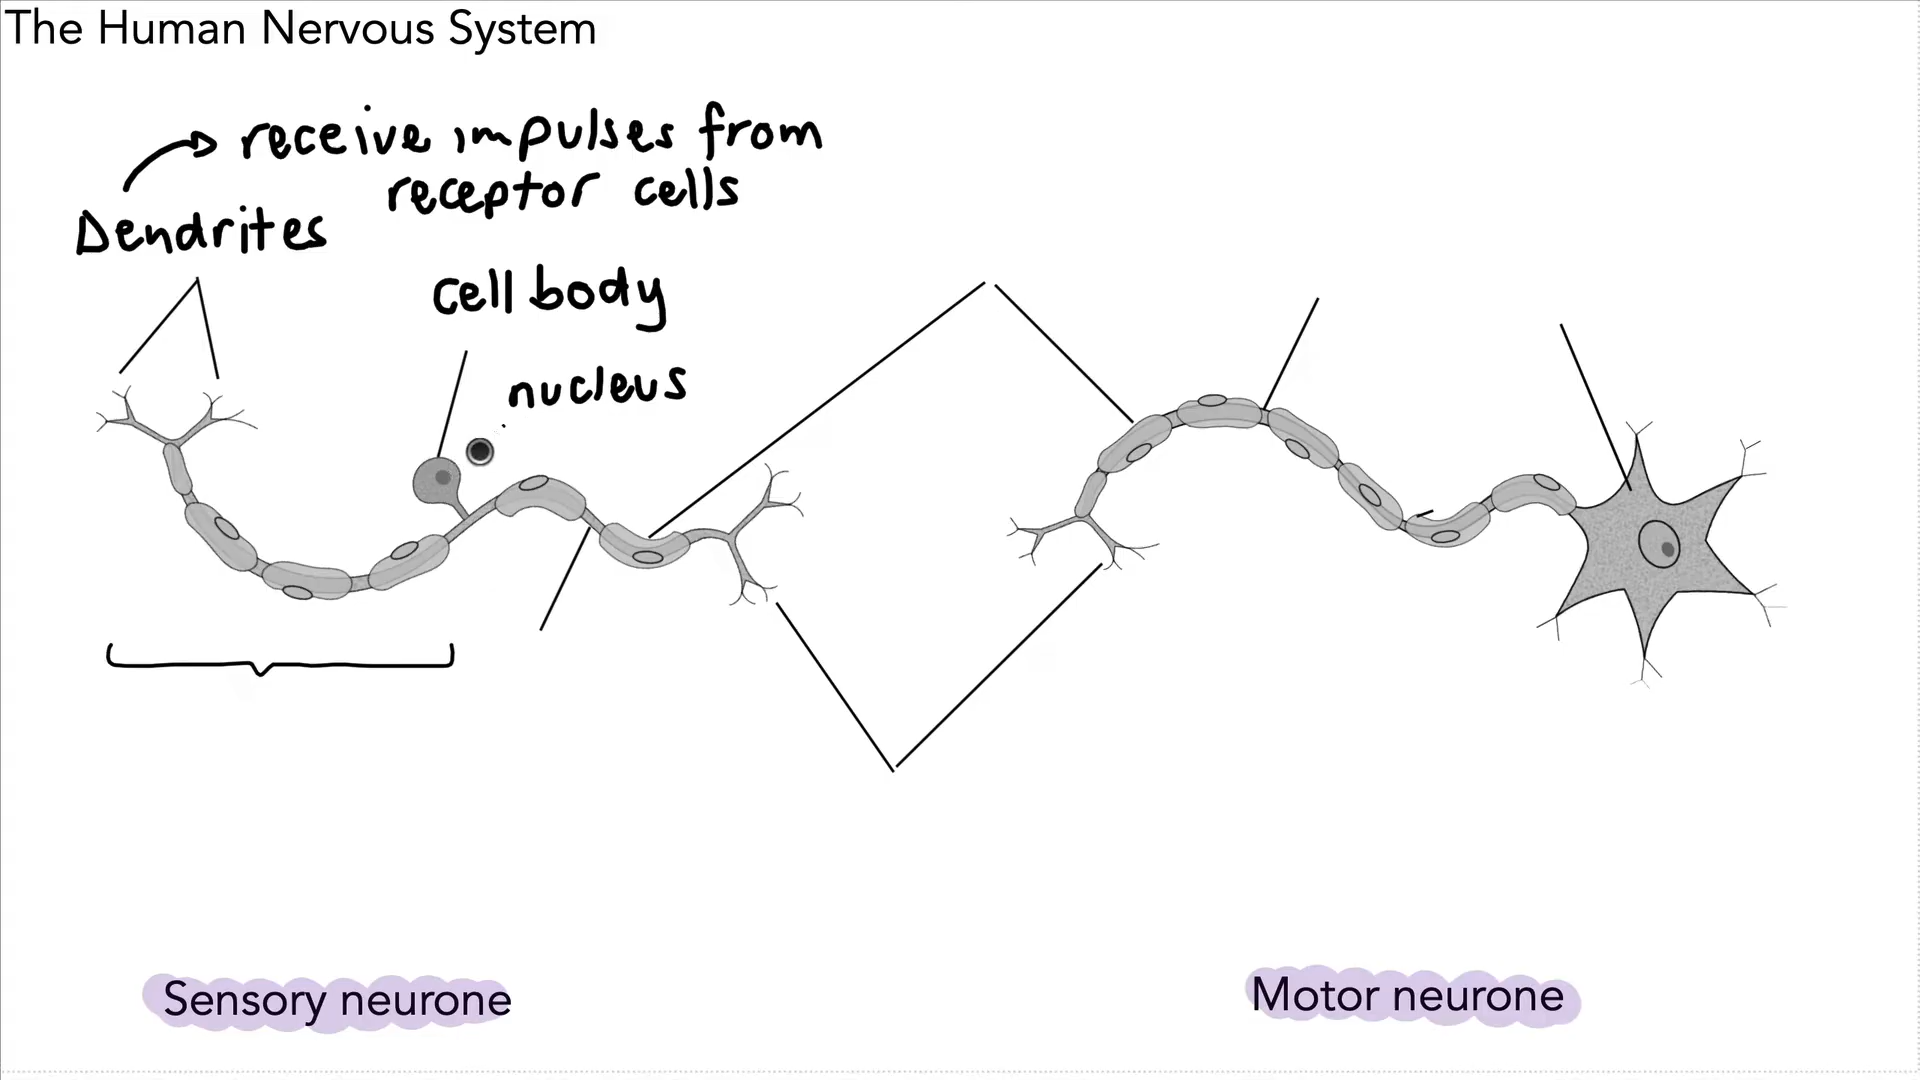 The Human Nervous System
receive impulses from
receptor cells
Dendrites
cell body
nucleus
Sensory neurone
Motor neurone